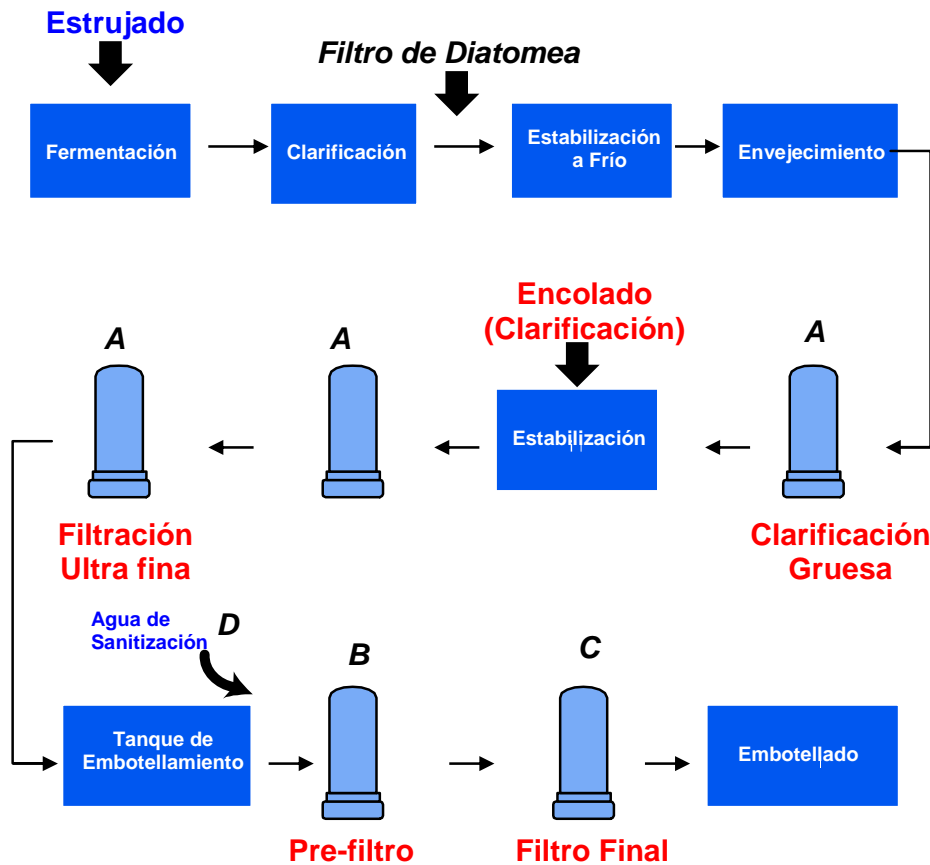 Estrujado
Filtro de Diatomea
Fermentación
Clarificación
Estabilización
a Frío
Envejecimiento
Encolado
(Clarificación)
A
A
A
Estabilización
Filtración
Ultra fina
Clarificación
Gruesa
Agua de
Sanitización
D
B
C
Tanque de
Embotellamiento
Embotellado
Pre-filtro
Filtro Final